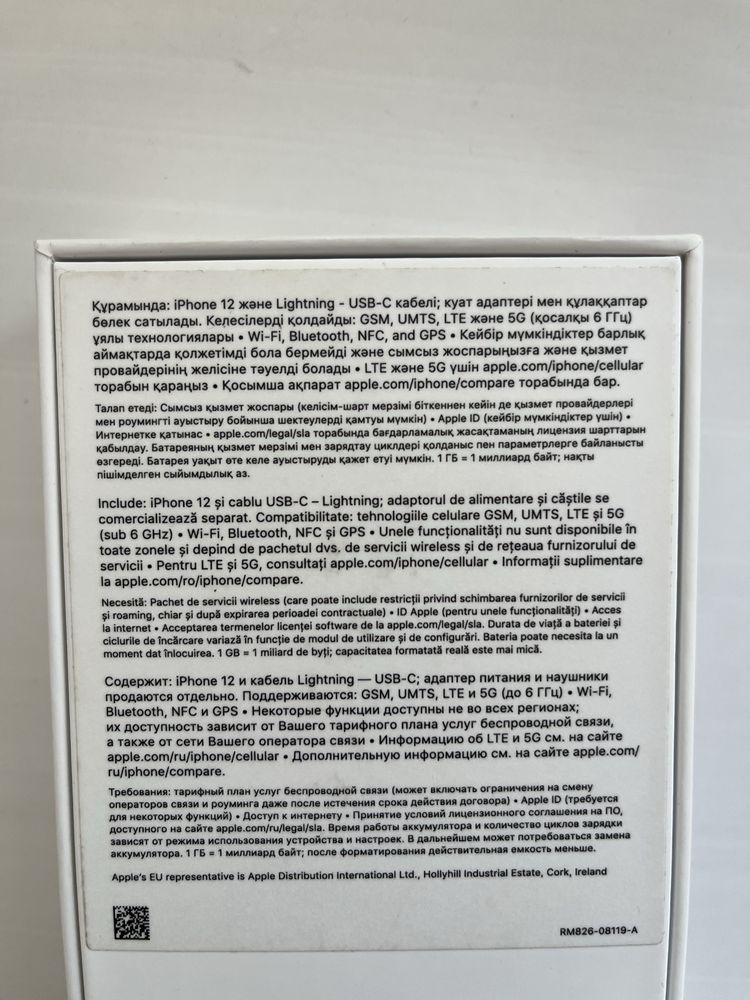 Құрамында: iPhone 12 және Lightning - USB-C кабелі; куат адаптері мен құлаққаптар
бөлек сатылады. Келесілерді қолдайды: GSM, UMTS, LTE және 5G (қосалқы 6 ГГц)
ұялы технологиялары • Wi-Fi, Bluetooth, NFC, and GPS • Кейбір мүмкіндіктер барлық
аймақтарда қолжетімді бола бермейді және сымсыз жоспарыңызға және қызмет
провайдерінің желісіне тәуелді болады • LTE және 5G үшін apple.com/iphone/cellular
торабын қараңыз • Қосымша ақпарат apple.com/iphone/compare торабында бар.
Талап етеді: Сымсыз қызмет жоспары (келісім-шарт мерзімі біткеннен кейін де қызмет провайдерлері
мен роумингті ауыстыру бойынша шектеулерді қамтуы мүмкін) • Apple ID (кейбір мүмкіндіктер үшін) •
Интернетке қатынас • apple.com/legal/sla торабында бағдарламалық жасақтаманың лицензия шарттарын
қабылдау. Батареяның қызмет мерзімі мен зарядтау циклдері қолданыс пен параметрлерге байланысты
өзгереді. Батарея уақыт өте келе ауыстыруды қажет етуі мүмкін. 1 ГБ = 1 миллиард байт; нақты
пішімделген сыйымдылық аз.
Include: iPhone 12 și cablu USB-C – Lightning; adaptorul de alimentare și căștile se
comercializează separat. Compatibilitate: tehnologiile celulare GSM, UMTS, LTE și 5G
(sub 6 GHz) • Wi-Fi, Bluetooth, NFC și GPS • Unele funcționalități nu sunt disponibile în
toate zonele și depind de pachetul dvs. de servicii wireless și de rețeaua furnizorului de
servicii • Pentru LTE și 5G, consultați apple.com/iphone/cellular • Informații suplimentare
la apple.com/ro/iphone/compare.
Necesită: Pachet de servicii wireless (care poate include restricții privind schimbarea furnizorilor de servicii
și roaming, chiar și după expirarea perioadei contractuale) • ID Apple (pentru unele funcționalități) • Acces
la internet • Acceptarea termenelor licenței software de la apple.com/legal/sla. Durata de viață a bateriei și
ciclurile de încărcare variază în funcție de modul de utilizare și de configurări. Bateria poate necesita la un
moment dat înlocuirea. 1 GB = 1 miliard de byți; capacitatea formatată reală este mai mică.
Содержит: iPhone 12 и кабель Lightning — USB-C; адаптер питания и наушники
продаются отдельно. Поддерживаются: GSM, UMTS, LTE и 5G (до 6 ГГц) • Wi-Fi,
Bluetooth, NFC и GPS • Некоторые функции доступны не во всех регионах;
их доступность зависит от Вашего тарифного плана услуг беспроводной связи,
а также от сети Вашего оператора связи • Информацию об LTE и 5G см. на сайте
apple.com/ru/iphone/cellular • Дополнительную информацию см. на сайте apple.com/
ru/iphone/compare.
Требования: тарифный план услуг беспроводной связи (может включать ограничения на смену
операторов связи и роуминга даже после истечения срока действия договора) • Apple ID (требуется
для некоторых функций) • Доступ к интернету • Принятие условий лицензионного соглашения на ПО,
доступного на сайте apple.com/ru/legal/sla. Время работы аккумулятора и количество циклов зарядки
зависят от режима использования устройства и настроек. В дальнейшем может потребоваться замена
аккумулятора. 1 ГБ = 1 миллиард байт; после форматирования действительная емкость меньше.
Apple's EU representative is Apple Distribution International Ltd., Hollyhill Industrial Estate, Cork, Ireland
RM826-08119-A